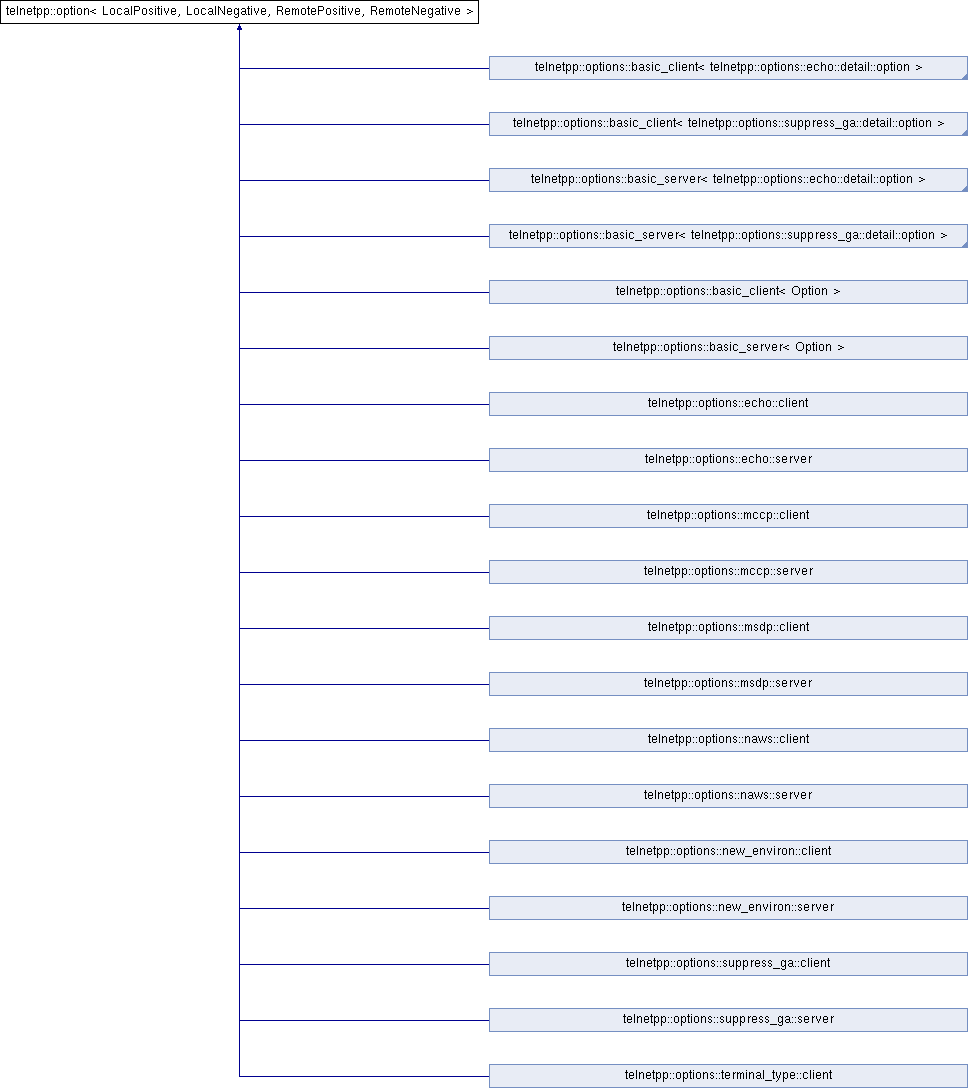 telnetpp::option< LocalPositive, LocalNegative, RemotePositive, RemoteNegative >
telnetpp::options::basic_client< telnetpp::options::echo::detail::option >
telnetpp::options::basic_client< telnetpp::options::suppress_ga::detail::option >
telnetpp::options::basic_server< telnetpp::options::echo::detail::option >
telnetpp::options::basic_server< telnetpp::options::suppress_ga::detail::option >
telnetpp::options::basic_client< Option >
telnetpp::options::basic_server< Option >
telnetpp::options::echo::client
telnetpp::options::echo::server
telnetpp::options::mccp::client
telnetpp::options::mccp::server
telnetpp::options::msdp::client
telnetpp::options::msdp::server
telnetpp::options::naws::client
telnetpp::options::naws::server
telnetpp::options::new_environ::client
telnetpp::options::new_environ::server
telnetpp::options::suppress_ga::client
telnetpp::options::suppress_ga::server
telnetpp::options::terminal_type::client